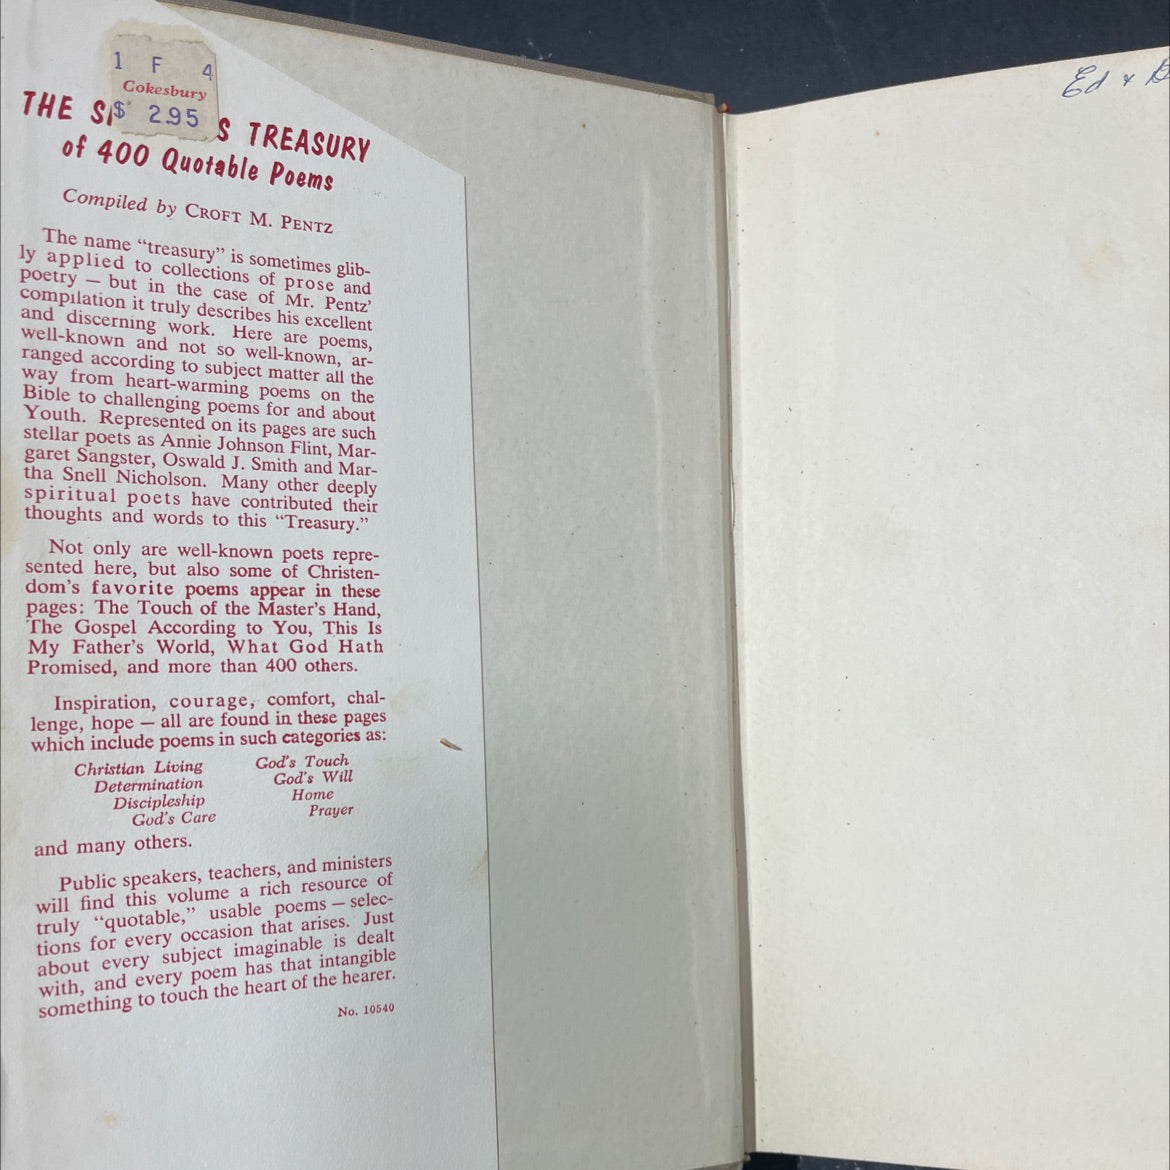 1 F 4
Cokesbury
$ 2.95
THE S S TREASURY
of 400 Quotable Poems
Compiled by CROFT M. PENTZ
The name “treasury” is sometimes glib-
ly applied to collections of prose and
poetry — but in the case of Mr. Pentz’
compilation it truly describes his excellent
and discerning work. Here are poems,
well-known and not so well-known, ar-
ranged according to subject matter all the
way from heart-warming poems on the
Bible to challenging poems for and about
Youth. Represented on its pages are such
stellar poets as Annie Johnson Flint, Mar-
garet Sangster, Oswald J. Smith and Mar-
tha Snell Nicholson. Many other deeply
spiritual poets have contributed their
thoughts and words to this “Treasury.”
Not only are well-known poets repre-
sented here, but also some of Christen-
dom’s favorite poems appear in these
pages: The Touch of the Master’s Hand,
The Gospel According to You, This Is
My Father’s World, What God Hath
Promised, and more than 400 others.
Inspiration, courage, comfort, chal-
lenge, hope — all are found in these pages
which include poems in such categories as:
Christian Living
Determination
Discipleship
God’s Care
God’s Touch
God’s Will
Home
Prayer
and many others.
Public speakers, teachers, and ministers
will find this volume a rich resource of
truly “quotable,” usable poems — selec-
tions for every occasion that arises. Just
about every subject imaginable is dealt
with, and every poem has that intangible
something to touch the heart of the hearer.
No. 10540
Ed &